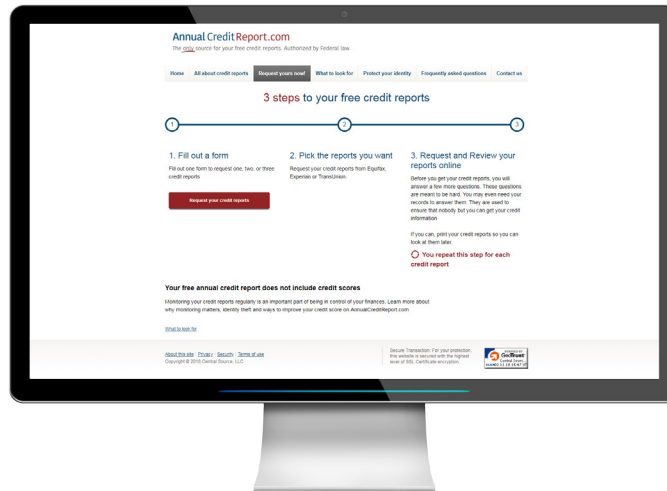 Annual Credit Report.com
The only source for your free credit reports. Authorized by Federal law.
Home All about credit reports Request yours now! What to look for Protect your identity Frequently asked questions Contact us
3 steps to your free credit reports
1 2 3
1. Fill out a form
Fill out one form to request one, two, or three
credit reports
Request your credit reports
2. Pick the reports you want
Request your credit reports from Equifax,
Experian or TransUnion.
3. Request and Review your
reports online
Before you get your credit reports, you will
answer a few more questions. These questions
are meant to be hard. You may even need your
records to answer them. They are used to
ensure that nobody but you can get your credit
information.
If you can, print your credit reports so you can
look at them later.
You repeat this step for each
credit report
Your free annual credit report does not include credit scores
Monitoring your credit reports regularly is an important part of being in control of your finances. Learn more about
why monitoring matters, identity theft and ways to improve your credit score on AnnualCreditReport.com
What to look for
About this site Privacy Security Terms of use
Copyright © Central Source, LLC
Secure Transaction: For your protection,
this website is secured with the highest
level of SSL Certificate encryption.
POWERED BY
GeoTrust